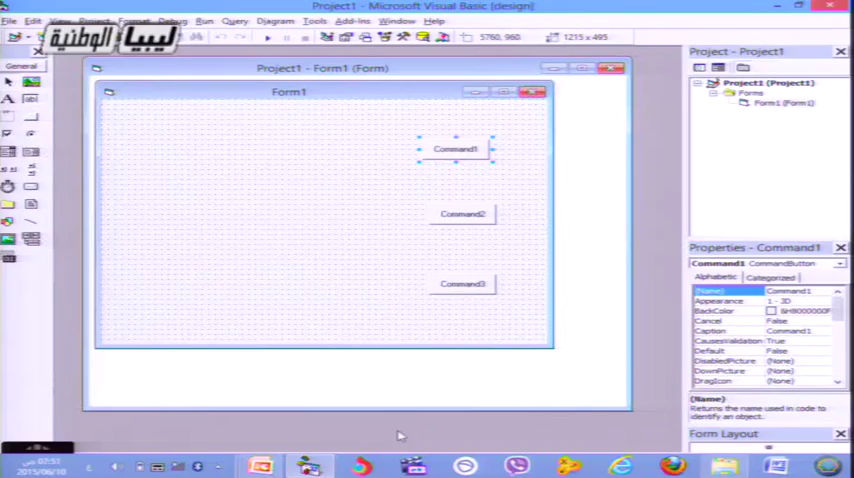 Project1 - Microsoft Visual Basic [design]
File Edit View Project Format Debug Run Query Diagram Tools Add-Ins Window Help
ليبيا الوطنية
5760, 960
1215 x 495
General
Project1 - Form1 (Form)
Form1
Command1
Command2
Command3
Project - Project1
Project1 (Project1)
Forms
Form1 (Form1)
Properties - Command1
Command1 CommandButton
Alphabetic Categorized
(Name) Command1
Appearance 1 - 3D
BackColor &H8000000F
Cancel False
Caption Command1
CausesValidation True
Default False
DisabledPicture (None)
DownPicture (None)
DragIcon (None)
(Name)
Returns the name used in code to
identify an object.
Form Layout
07:51 ص
2015/06/10
ع